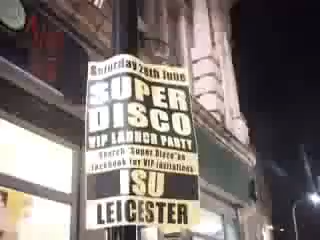 Saturday 28th June
SUPER
DISCO
VIP LAUNCH PARTY
Search "Super Disco" on
facebook for VIP invitations
ISU
LEICESTER